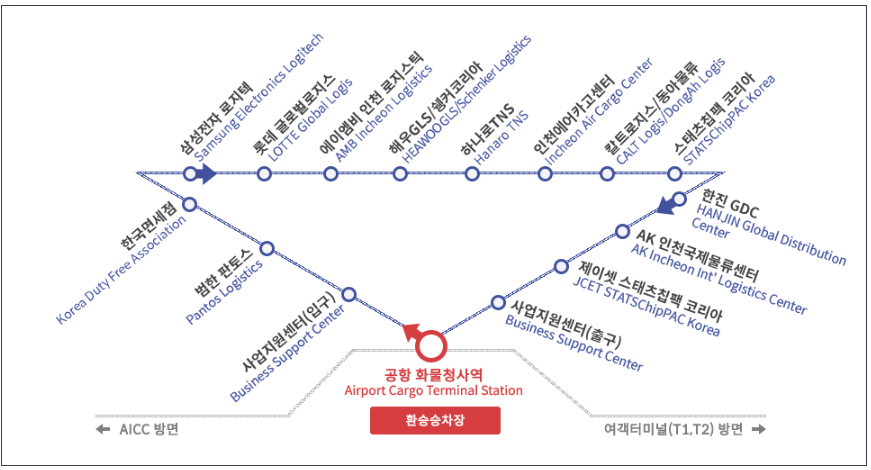 삼성전자 로지텍
Samsung Electronics Logitech
롯데 글로벌로지스
LOTTE Global Logis
에이엠비 인천 로지스틱
AMB Incheon Logistics
해우GLS/쉥커코리아
HEAWOOGLS/Schenker Logistics
하나로TNS
Hanaro TNS
인천에어카고센터
Incheon Air Cargo Center
칼트로지스/동아물류
CALT Logis/DongAh Logis
스태츠칩팩 코리아
STATSChipPAC Korea
한진 GDC
HANJIN Global Distribution
Center
AK 인천국제물류센터
AK Incheon Int' Logistics Center
제이셋 스태츠칩팩 코리아
JCET STATSChipPAC Korea
사업지원센터(출구)
Business Support Center
한국면세점
Korea Duty Free Association
범한 판토스
Pantos Logistics
사업지원센터(입구)
Business Support Center
공항 화물청사역
Airport Cargo Terminal Station
환승승차장
AICC 방면
여객터미널(T1,T2) 방면